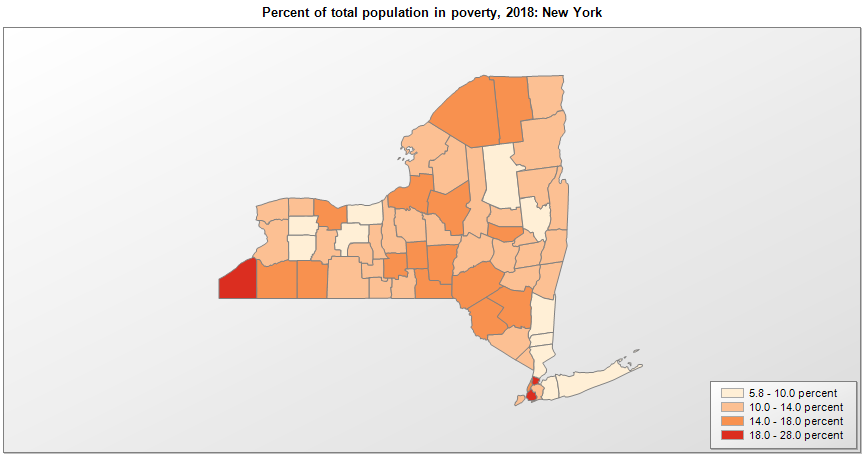 Percent of total population in poverty, 2018: New York
5.8 - 10.0 percent
10.0 - 14.0 percent
14.0 - 18.0 percent
18.0 - 28.0 percent